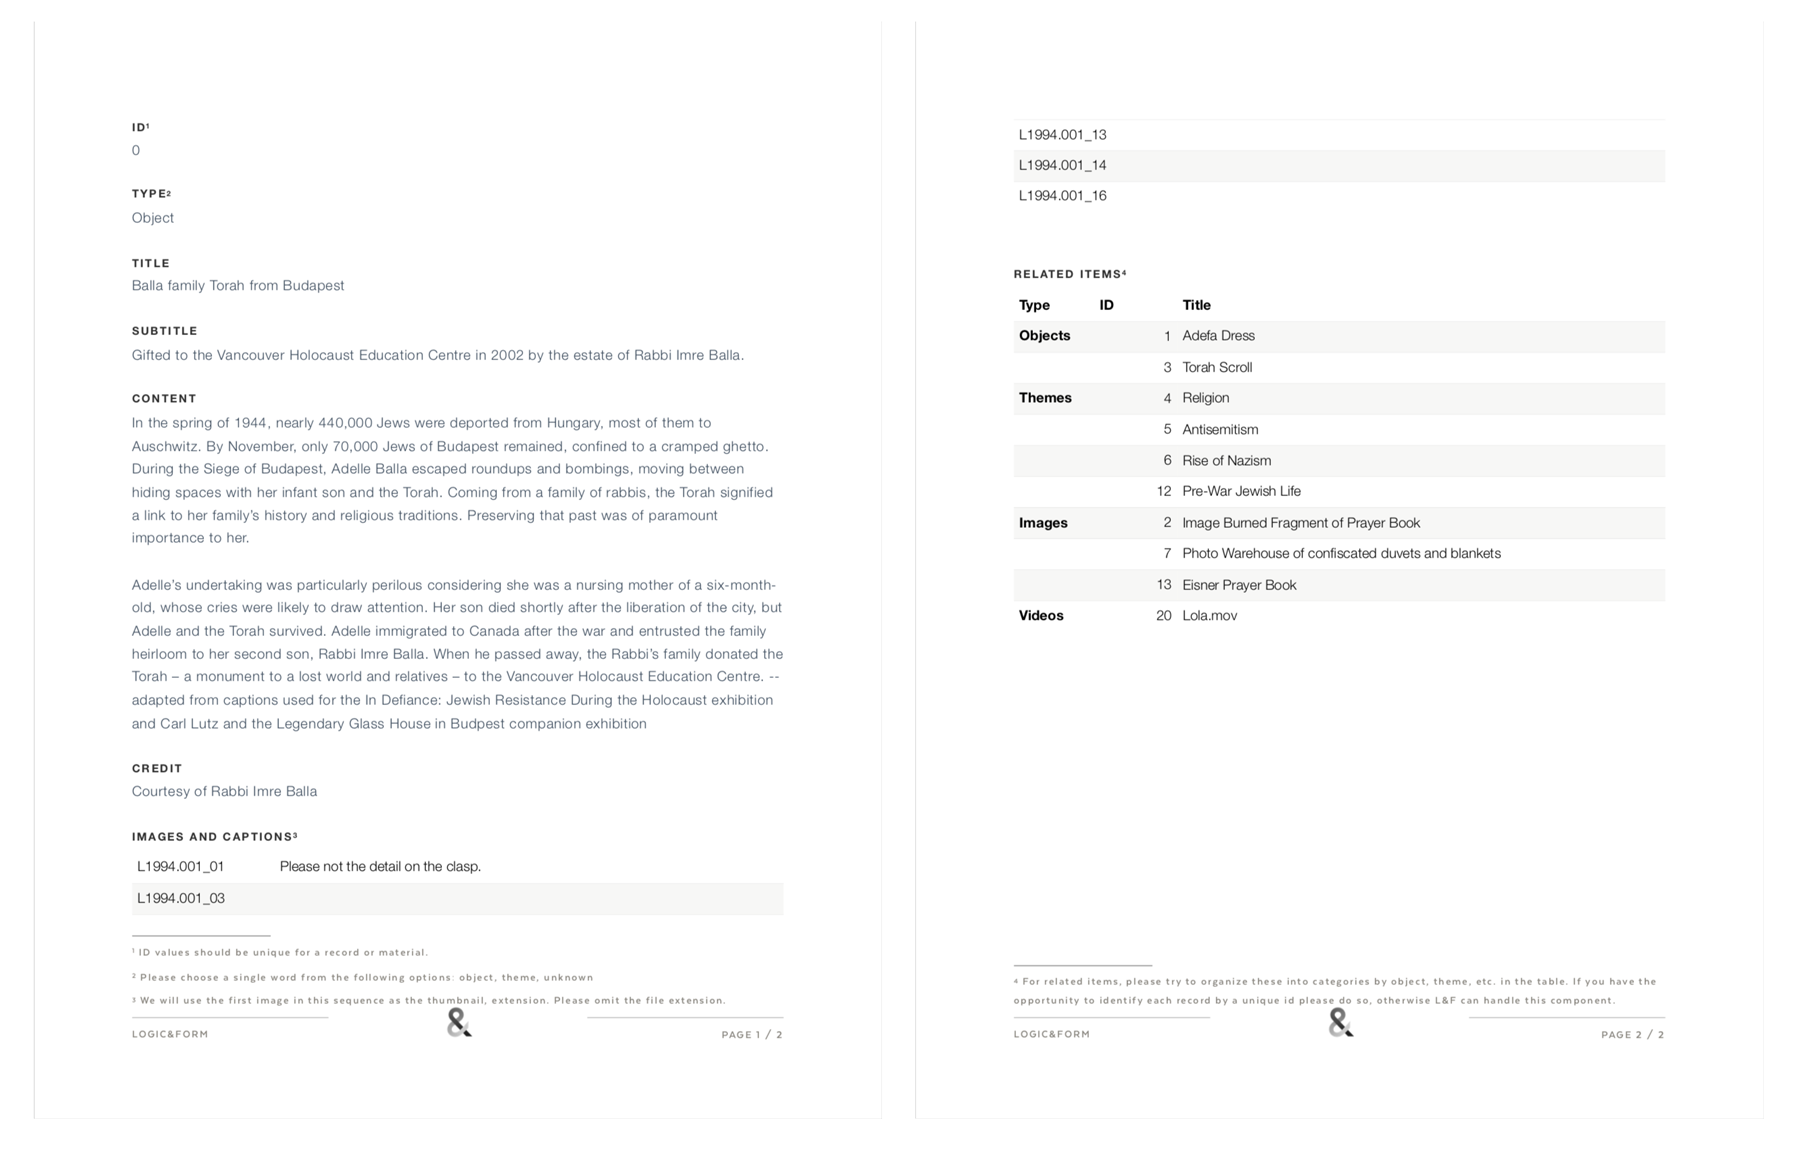 ID¹
0
TYPE²
Object
TITLE
Balla family Torah from Budapest
SUBTITLE
Gifted to the Vancouver Holocaust Education Centre in 2002 by the estate of Rabbi Imre Balla.
CONTENT
In the spring of 1944, nearly 440,000 Jews were deported from Hungary, most of them to
Auschwitz. By November, only 70,000 Jews of Budapest remained, confined to a cramped ghetto.
During the Siege of Budapest, Adelle Balla escaped roundups and bombings, moving between
hiding spaces with her infant son and the Torah. Coming from a family of rabbis, the Torah signified
a link to her family’s history and religious traditions. Preserving that past was of paramount
importance to her.
Adelle’s undertaking was particularly perilous considering she was a nursing mother of a six-month-
old, whose cries were likely to draw attention. Her son died shortly after the liberation of the city, but
Adelle and the Torah survived. Adelle immigrated to Canada after the war and entrusted the family
heirloom to her second son, Rabbi Imre Balla. When he passed away, the Rabbi’s family donated the
Torah – a monument to a lost world and relatives – to the Vancouver Holocaust Education Centre. --
adapted from captions used for the In Defiance: Jewish Resistance During the Holocaust exhibition
and Carl Lutz and the Legendary Glass House in Budpest companion exhibition
CREDIT
Courtesy of Rabbi Imre Balla
IMAGES AND CAPTIONS³
L1994.001_01 Please not the detail on the clasp.
L1994.001_03
¹ ID values should be unique for a record or material.
² Please choose a single word from the following options: object, theme, unknown
³ We will use the first image in this sequence as the thumbnail, extension. Please omit the file extension.
LOGIC&FORM & PAGE 1 / 2
L1994.001_13
L1994.001_14
L1994.001_16
RELATED ITEMS⁴
Type ID Title
Objects 1 Adefa Dress
3 Torah Scroll
Themes 4 Religion
5 Antisemitism
6 Rise of Nazism
12 Pre-War Jewish Life
Images 2 Image Burned Fragment of Prayer Book
7 Photo Warehouse of confiscated duvets and blankets
13 Eisner Prayer Book
Videos 20 Lola.mov
⁴ For related items, please try to organize these into categories by object, theme, etc. in the table. If you have the
opportunity to identify each record by a unique id please do so, otherwise L&F can handle this component.
LOGIC&FORM & PAGE 2 / 2